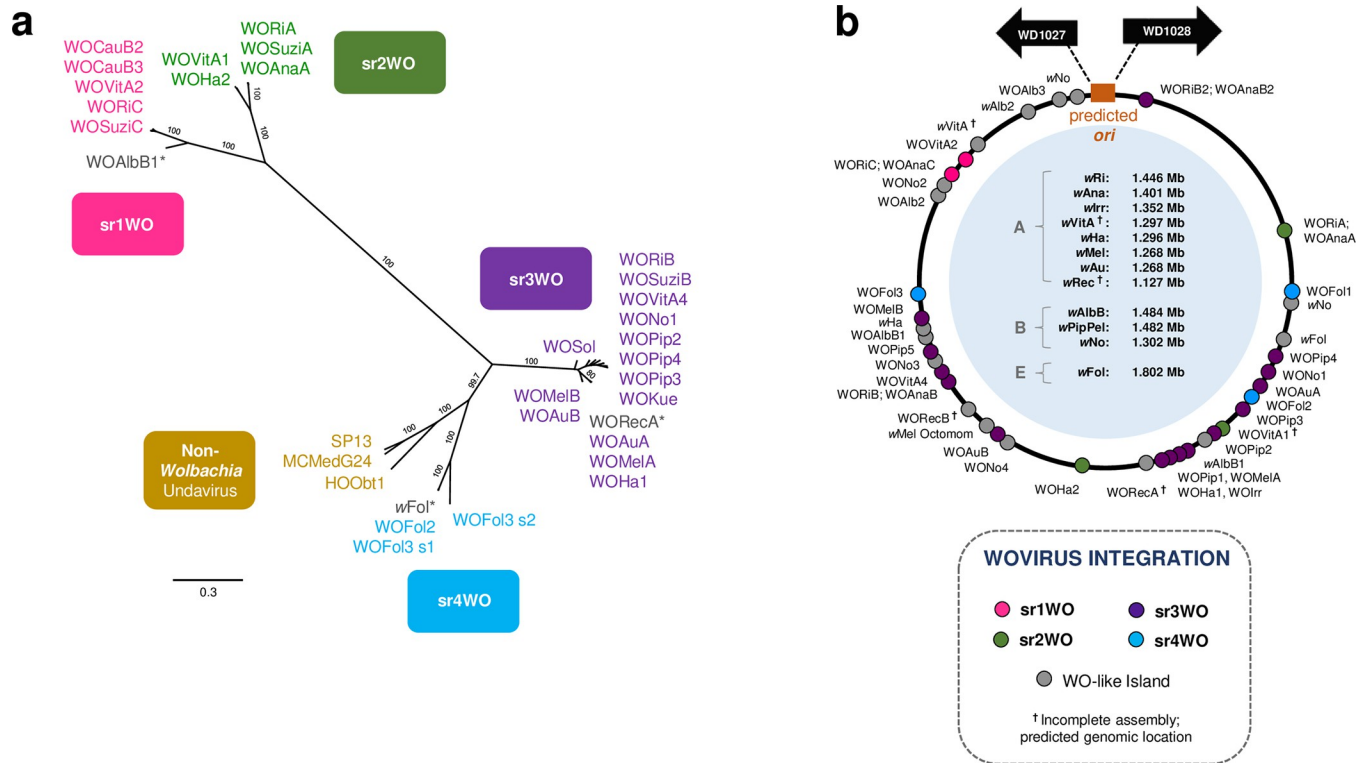 a
WOCauB2
WOCauB3
WOVitA2
WORiC
WOSuziC
WOAlbB1*
sr1WO
WOVitA1
WOHa2
WORiA
WOSuziA
WOAnaA
sr2WO
100
100
100
100
100
sr3WO
WORiB
WOSuziB
WOVitA4
WONo1
WOPip2
WOPip4
WOPip3
WOKue
WORecA*
WOAuA
WOMelA
WOHa1
WOSol
WOMelB
WOAuB
100
80
99.7
100
100
100
100
SP13
MCMedG24
HOObt1
Non-
Wolbachia
Undavirus
wFol*
WOFol2
WOFol3 s1
WOFol3 s2
sr4WO
0.3
b
WD1027
WD1028
predicted
ori
wNo
WOAlb3
wAlb2
wVitA †
WOVitA2
WORiC; WOAnaC
WONo2
WOAlb2
WOFol3
WOMelB
wHa
WOAlbB1
WOPip5
WONo3
WOVitA4
WORiB; WOAnaB
WORecB †
wMel Octomom
WOAuB
WONo4
WOHa2
WORecA †
WORiB2; WOAnaB2
WORiA;
WOAnaA
WOFol1
wNo
wFol
WOPip4
WONo1
WOAuA
WOFol2
WOPip3
WOVitA1 †
WOPip2
wAlbB1
WOPip1, WOMelA
WOHa1, WOIrr
A
wRi: 1.446 Mb
wAna: 1.401 Mb
wIrr: 1.352 Mb
wVitA †: 1.297 Mb
wHa: 1.296 Mb
wMel: 1.268 Mb
wAu: 1.268 Mb
wRec †: 1.127 Mb
B
wAlbB: 1.484 Mb
wPipPel: 1.482 Mb
wNo: 1.302 Mb
E
wFol: 1.802 Mb
WOVIRUS INTEGRATION
sr1WO
sr3WO
sr2WO
sr4WO
WO-like Island
† Incomplete assembly;
predicted genomic location